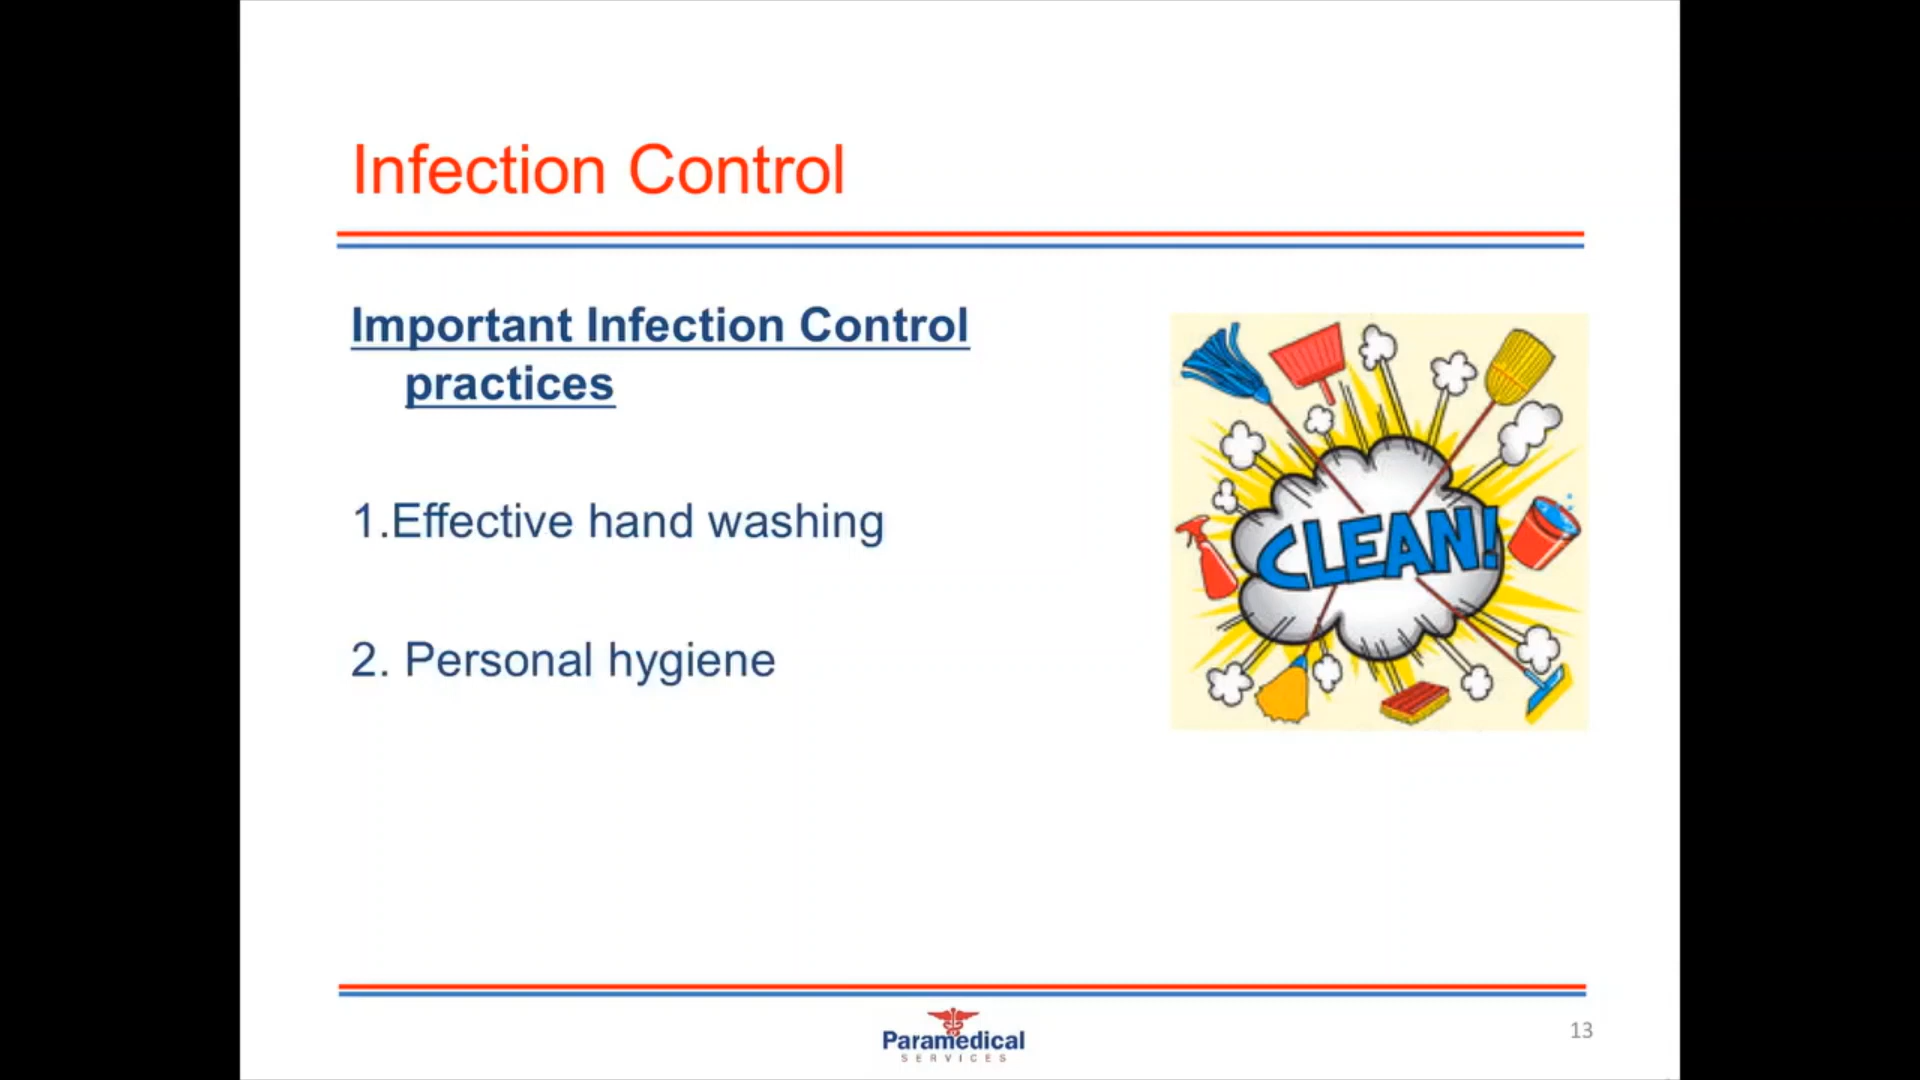 Infection Control
Important Infection Control
practices
1.Effective hand washing
2. Personal hygiene
CLEAN!
Paramedical
SERVICES
13